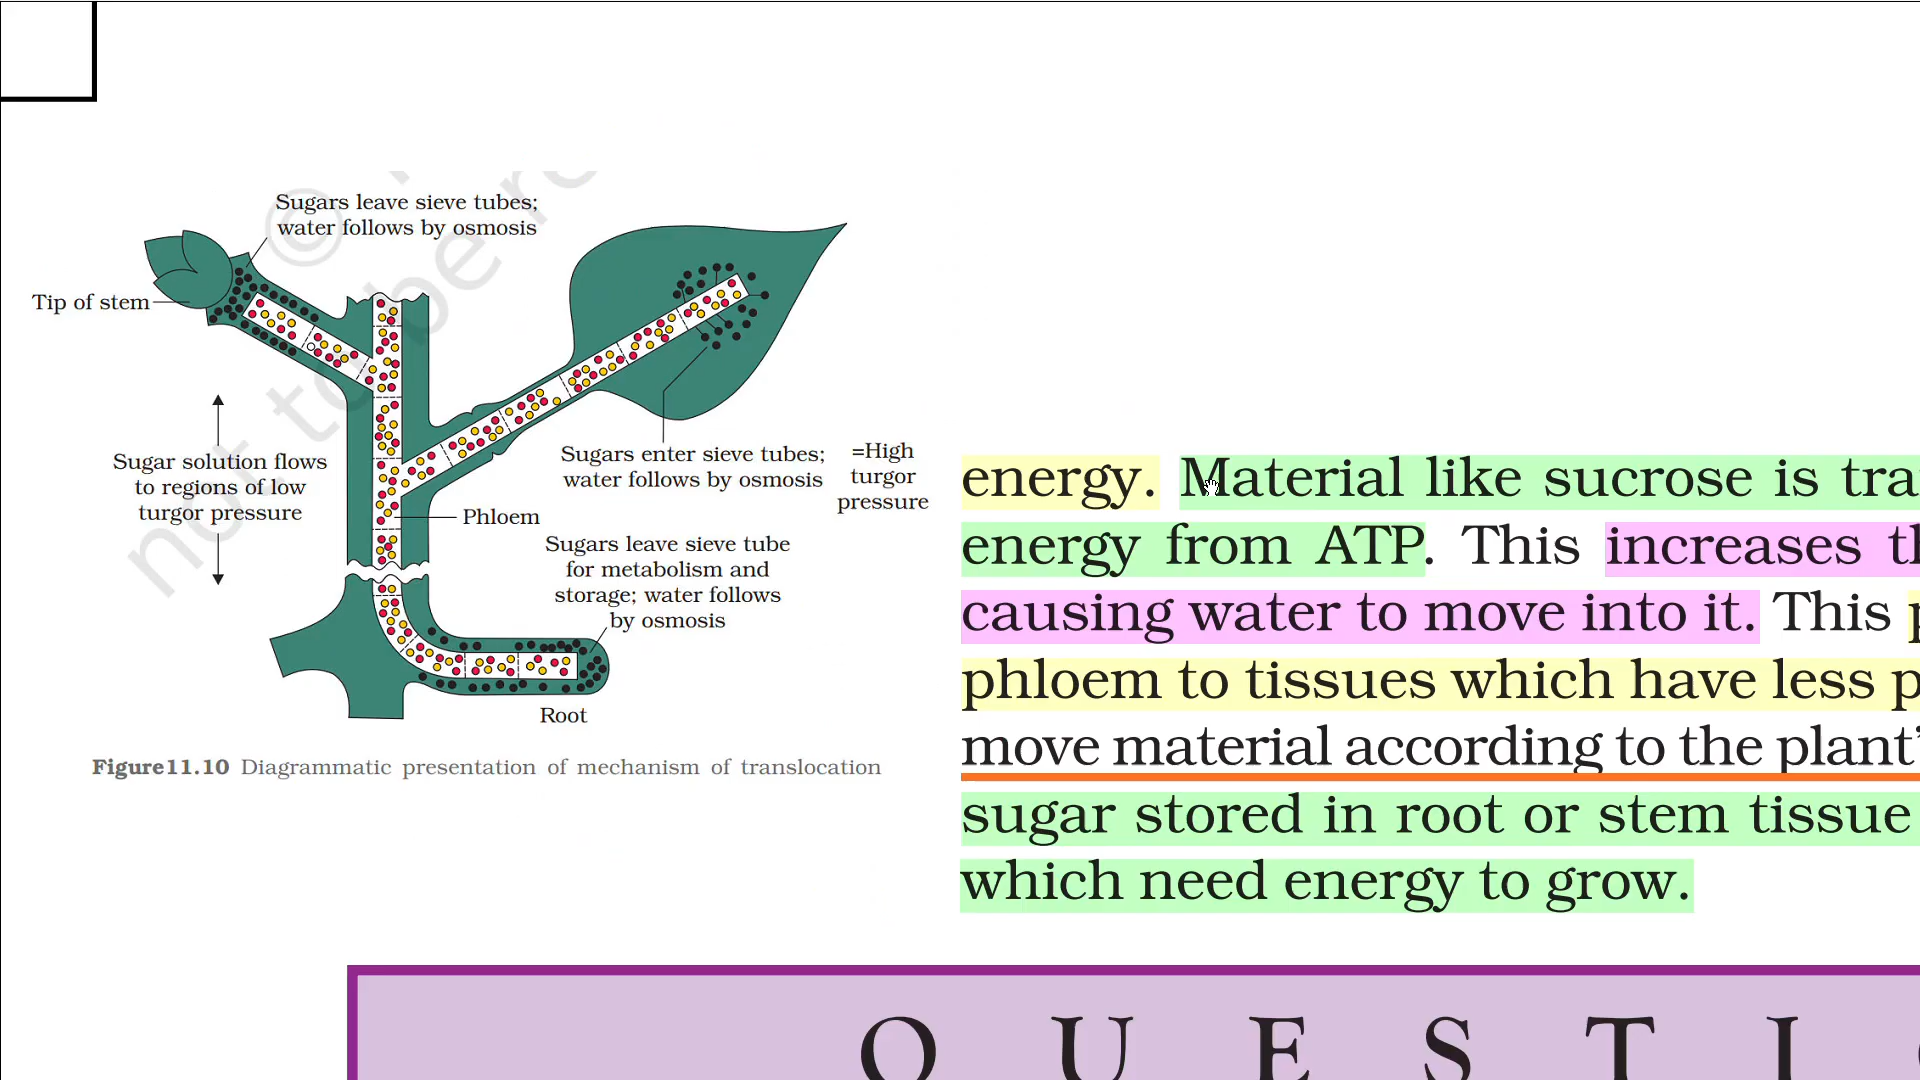 Sugars leave sieve tubes;
water follows by osmosis
Tip of stem
Sugar solution flows
to regions of low
turgor pressure
Sugars enter sieve tubes;
water follows by osmosis
=High
turgor
pressure
Phloem
Sugars leave sieve tube
for metabolism and
storage; water follows
by osmosis
Root
Figure11.10 Diagrammatic presentation of mechanism of translocation
© not to be re
energy. Material like sucrose is tra
energy from ATP. This increases th
causing water to move into it. This p
phloem to tissues which have less p
move material according to the plant'
sugar stored in root or stem tissue
which need energy to grow.
Q U E S T I